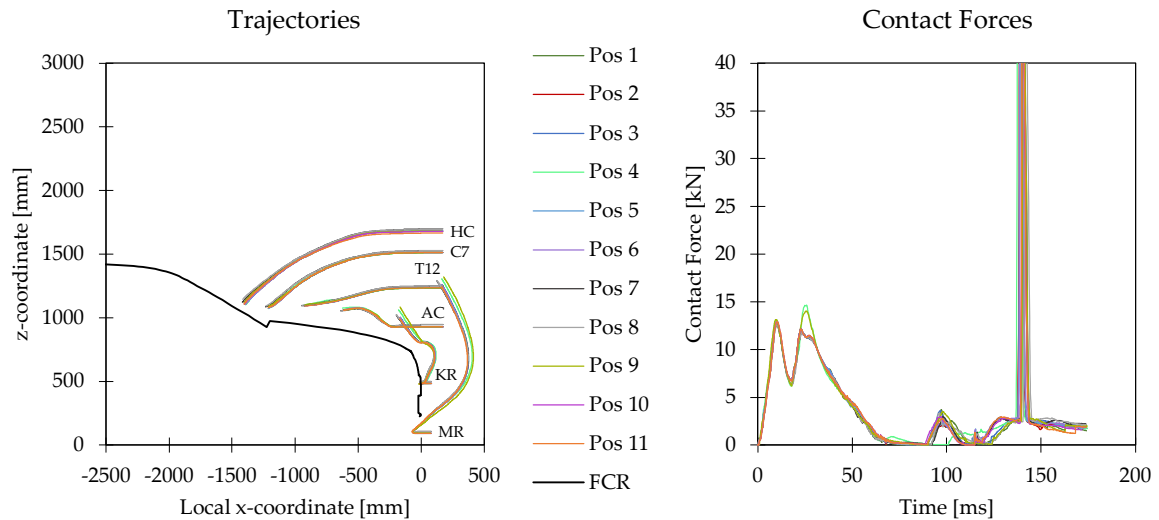 Trajectories
z-coordinate [mm]
3000
2500
2000
1500
1000
500
0
-2500
-2000
-1500
-1000
-500
0
500
Local x-coordinate [mm]
HC
C7
T12
AC
KR
MR
Pos 1
Pos 2
Pos 3
Pos 4
Pos 5
Pos 6
Pos 7
Pos 8
Pos 9
Pos 10
Pos 11
FCR
Contact Forces
Contact Force [kN]
40
35
30
25
20
15
10
5
0
0
50
100
150
200
Time [ms]